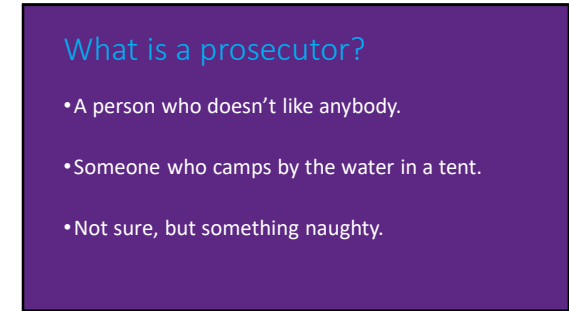 What is a prosecutor?
•A person who doesn’t like anybody.
•Someone who camps by the water in a tent.
•Not sure, but something naughty.